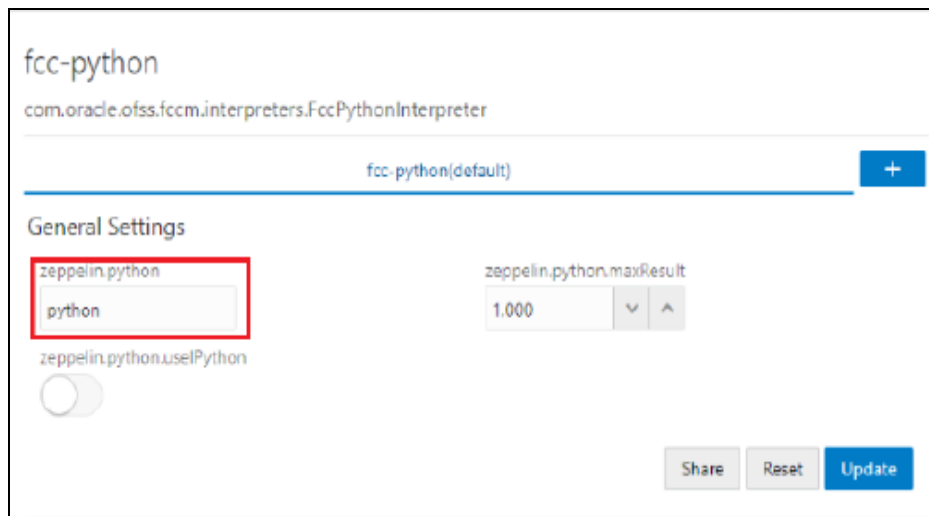 fcc-python
com.oracle.ofss.fccm.interpreters.FccPythonInterpreter
fcc-python(default)
+
General Settings
zeppelin.python
zeppelin.python.maxResult
python
1.000
zeppelin.python.useIPython
Share
Reset
Update